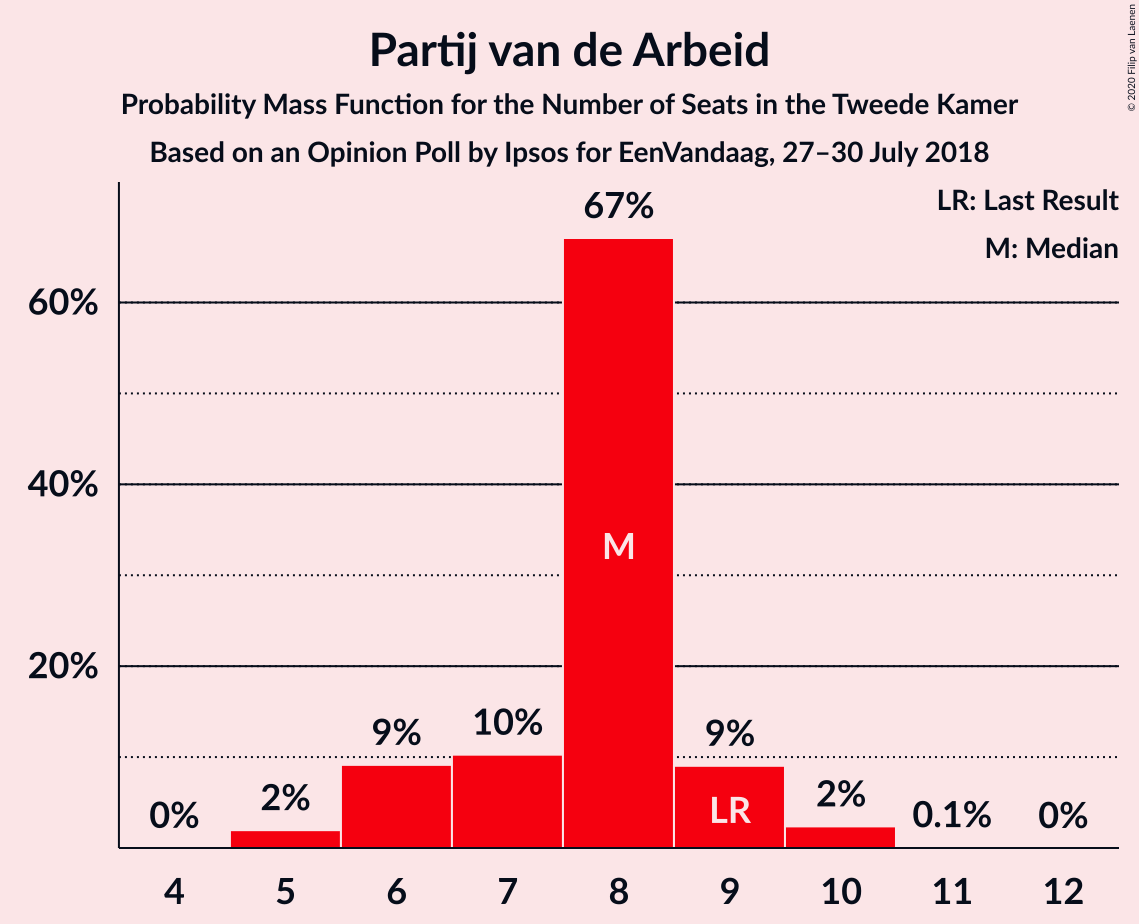 Partij van de Arbeid
Probability Mass Function for the Number of Seats in the Tweede Kamer
Based on an Opinion Poll by Ipsos for EenVandaag, 27–30 July 2018
© 2020 Filip van Laenen
LR: Last Result
M: Median
60%
40%
20%
0%
2%
9%
10%
67%
9%
2%
0.1%
0%
M
LR
4 5 6 7 8 9 10 11 12